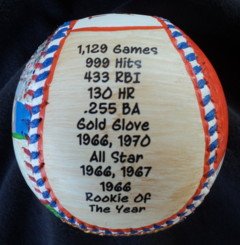 1,129 Games
999 Hits
433 RBI
130 HR
.255 BA
Gold Glove
1966, 1970
All Star
1966, 1967
1966
Rookie Of
The Year